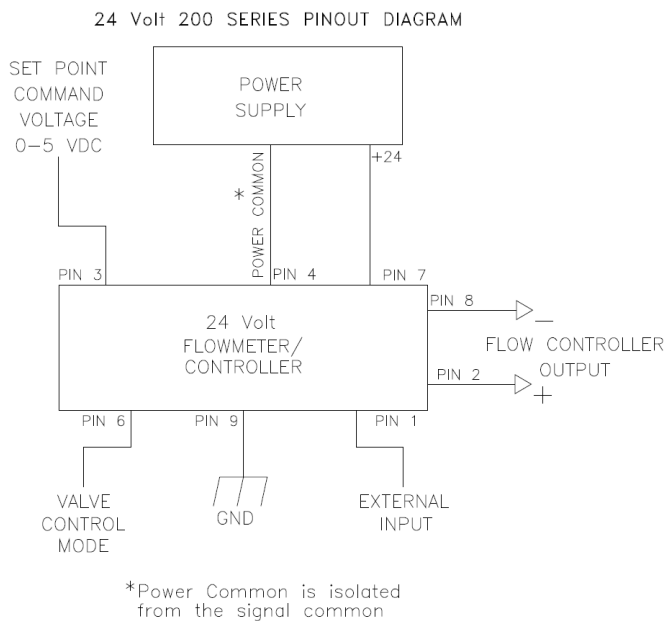 24 Volt 200 SERIES PINOUT DIAGRAM
SET POINT
COMMAND
VOLTAGE
0-5 VDC
POWER
SUPPLY
* POWER COMMON
+24
PIN 3
PIN 4
PIN 7
24 Volt
FLOWMETER/
CONTROLLER
PIN 8
−
FLOW CONTROLLER
OUTPUT
PIN 2
+
PIN 6
PIN 9
PIN 1
VALVE
CONTROL
MODE
GND
EXTERNAL
INPUT
*Power Common is isolated
from the signal common